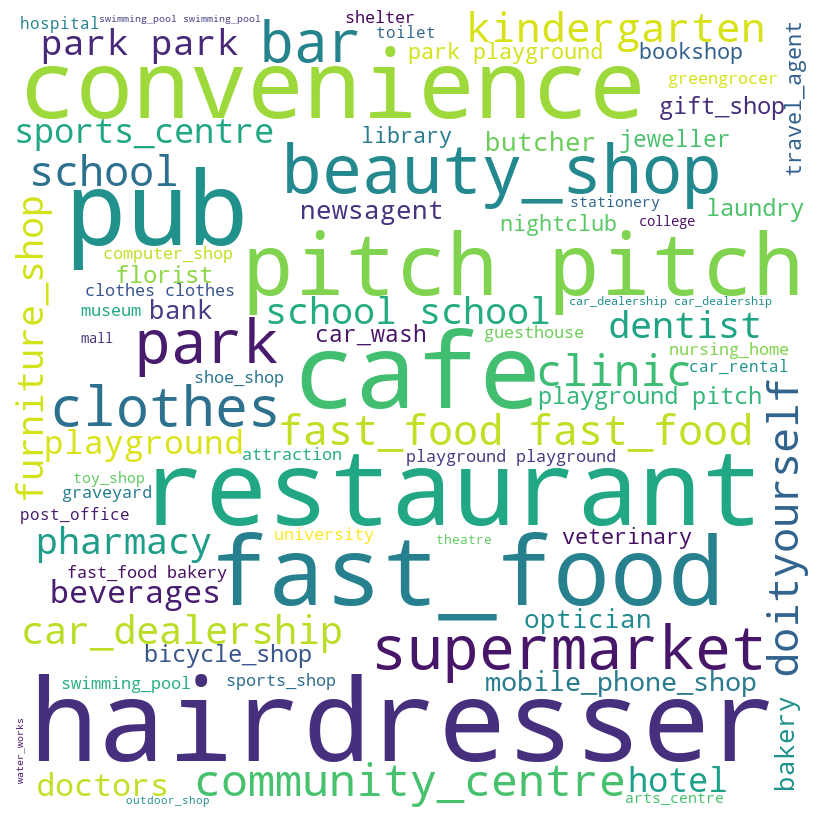 hospital
swimming_pool swimming_pool
shelter
toilet
kindergarten
park park
bar
park playground
bookshop
travel_agent
convenience
greengrocer
gift_shop
sports_centre
library
butcher
jeweller
school
beauty_shop
pub
newsagent
stationery
nightclub
college
laundry
furniture_shop
computer_shop
pitch pitch
florist
clothes clothes
museum
bank
school school
car_dealership car_dealership
dentist
mall
park
car_wash
guesthouse
nursing_home
cafe
clinic
car_rental
shoe_shop
clothes
playground pitch
doityourself
playground
fast_food fast_food
attraction
playground playground
toy_shop
graveyard
restaurant
post_office
pharmacy
university
theatre
veterinary
fast_food bakery
beverages
fast_food
car_dealership
optician
bicycle_shop
supermarket
swimming_pool
sports_shop
mobile_phone_shop
hairdresser
bakery
water_works
doctors
community_centre
hotel
outdoor_shop
arts_centre